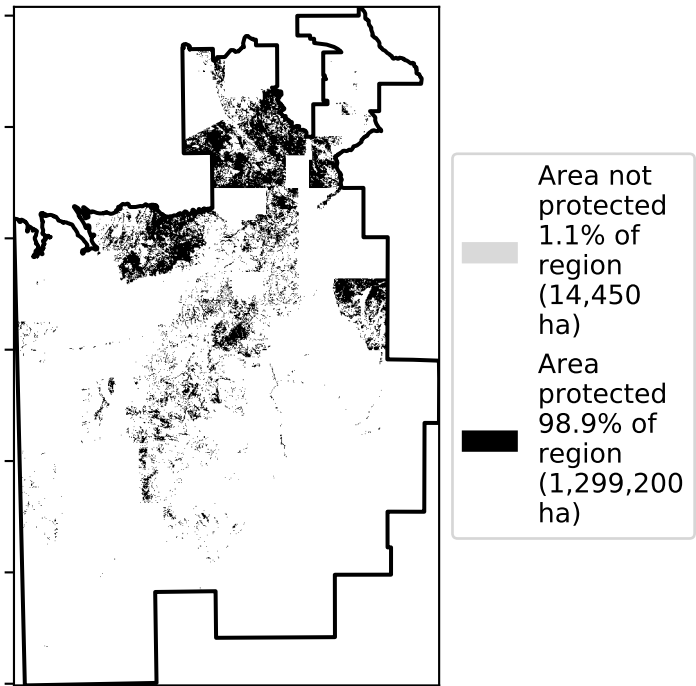 Area not
protected
1.1% of
region
(14,450
ha)
Area
protected
98.9% of
region
(1,299,200
ha)